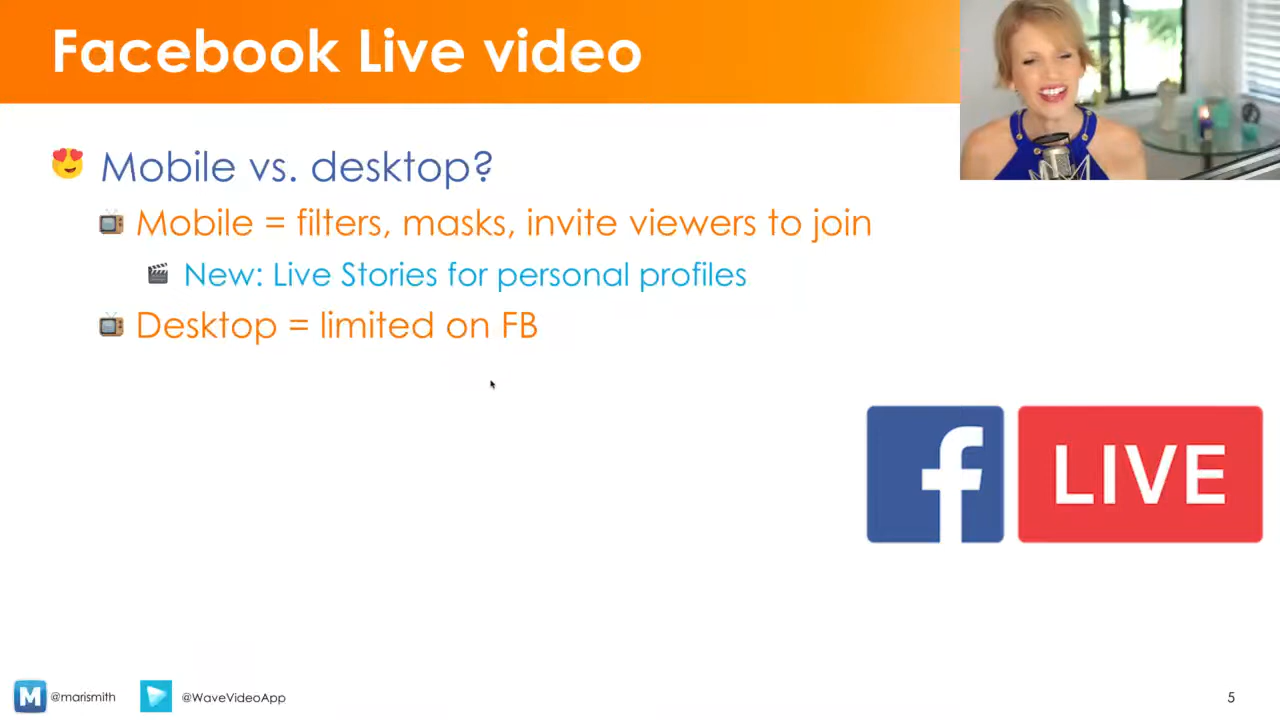 Facebook Live video
Mobile vs. desktop?
Mobile = filters, masks, invite viewers to join
New: Live Stories for personal profiles
Desktop = limited on FB
f LIVE
M @marismith @WaveVideoApp 5